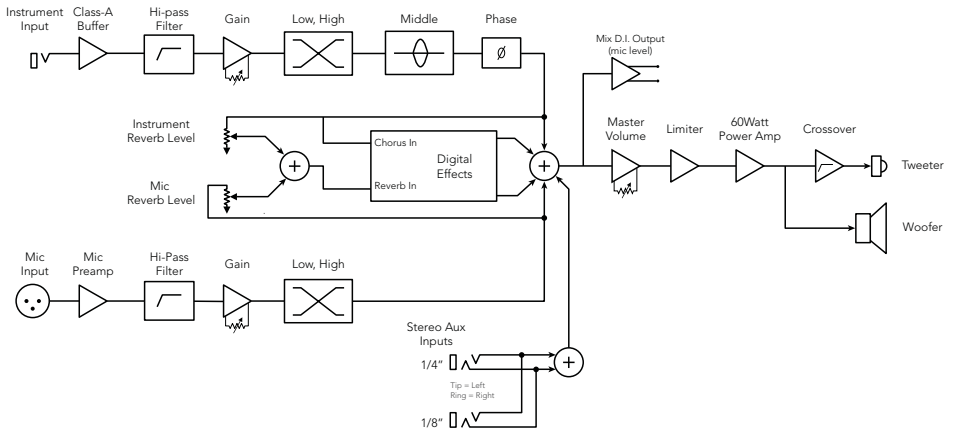 Instrument
Input
Class-A
Buffer
Hi-pass
Filter
Gain
Low, High
Middle
Phase
ø
Mix D.I. Output
(mic level)
Instrument
Reverb Level
Chorus In
Digital
Effects
Reverb In
Mic
Reverb Level
+
+
Master
Volume
Limiter
60Watt
Power Amp
Crossover
Tweeter
Woofer
Mic
Input
Mic
Preamp
Hi-Pass
Filter
Gain
Low, High
Stereo Aux
Inputs
1/4"
+
Tip = Left
Ring = Right
1/8"